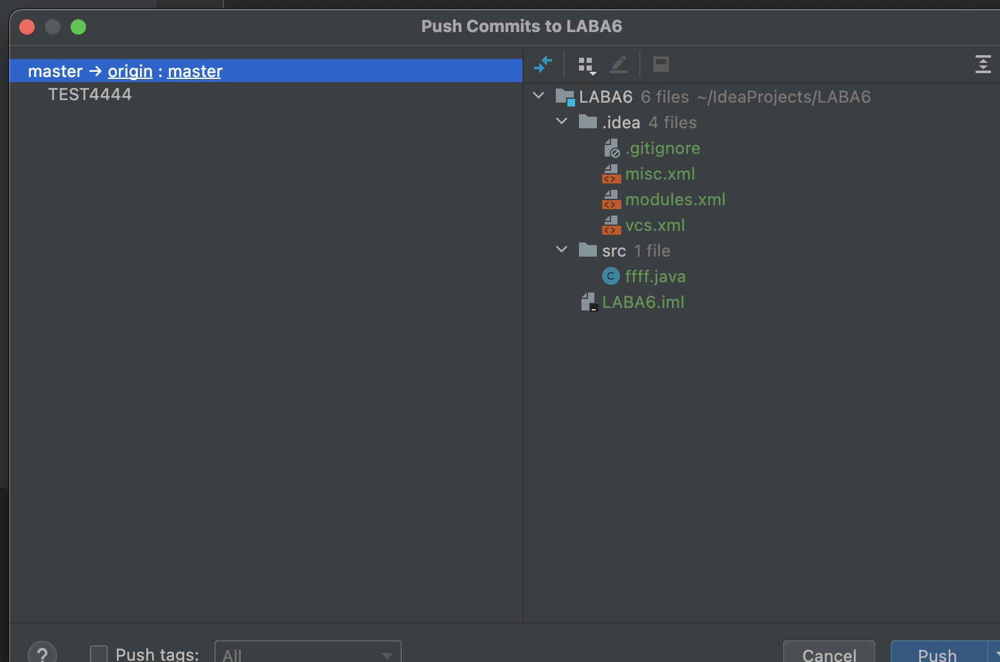 Push Commits to LABA6
master → origin : master
TEST4444
LABA6 6 files ~/IdeaProjects/LABA6
.idea 4 files
.gitignore
misc.xml
modules.xml
vcs.xml
src 1 file
ffff.java
LABA6.iml
? Push tags: All Cancel Push